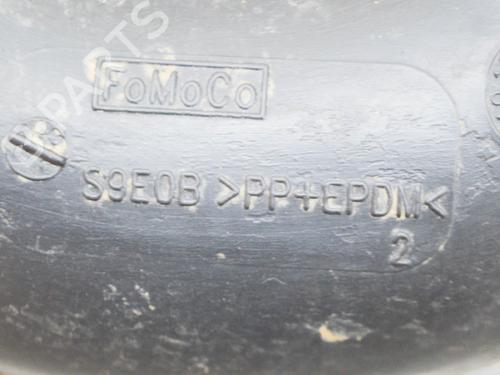 FoMoCo
S9E0B >PP+EPDM<
2
PARTS